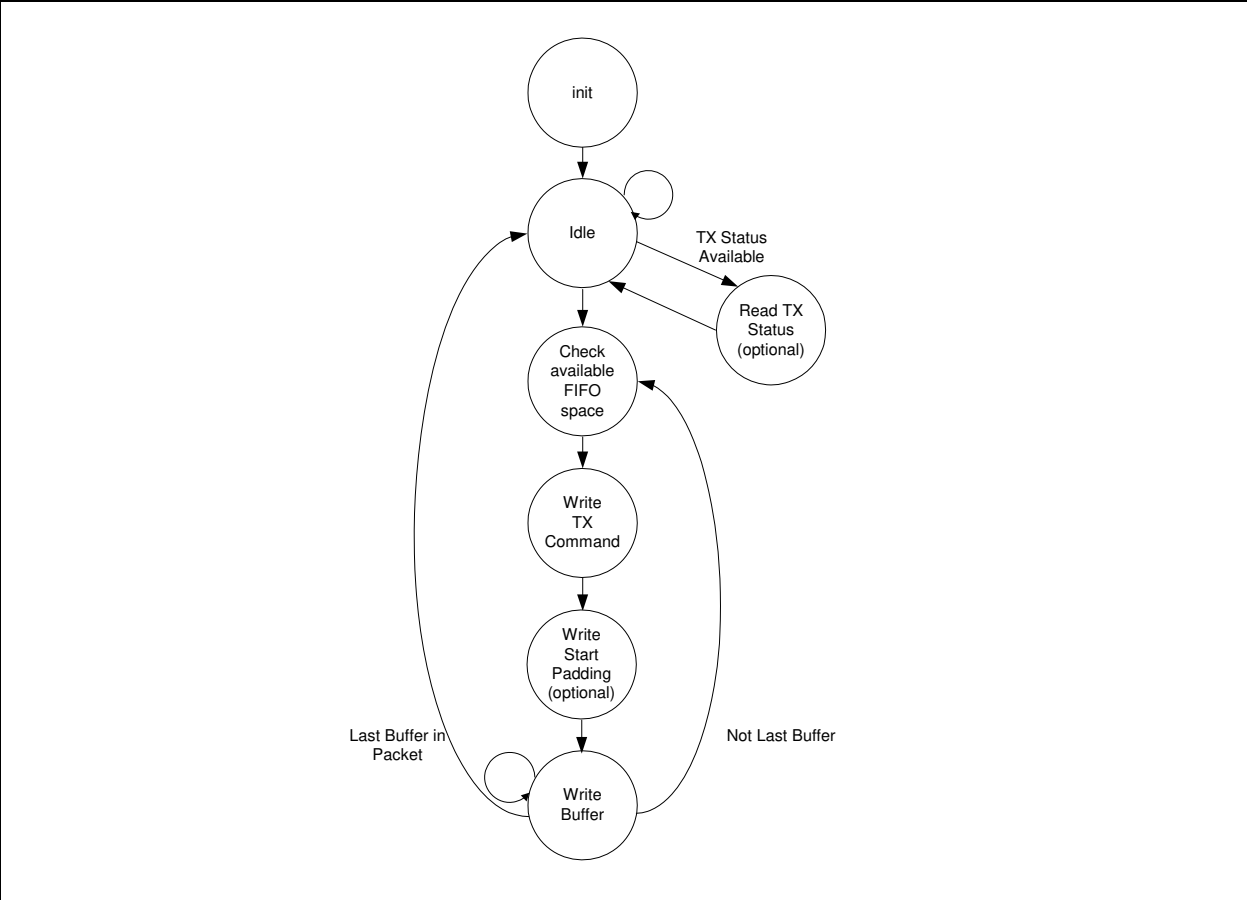 init
Idle
TX Status
Available
Read TX
Status
(optional)
Check
available
FIFO
space
Write
TX
Command
Write
Start
Padding
(optional)
Last Buffer in
Packet
Not Last Buffer
Write
Buffer